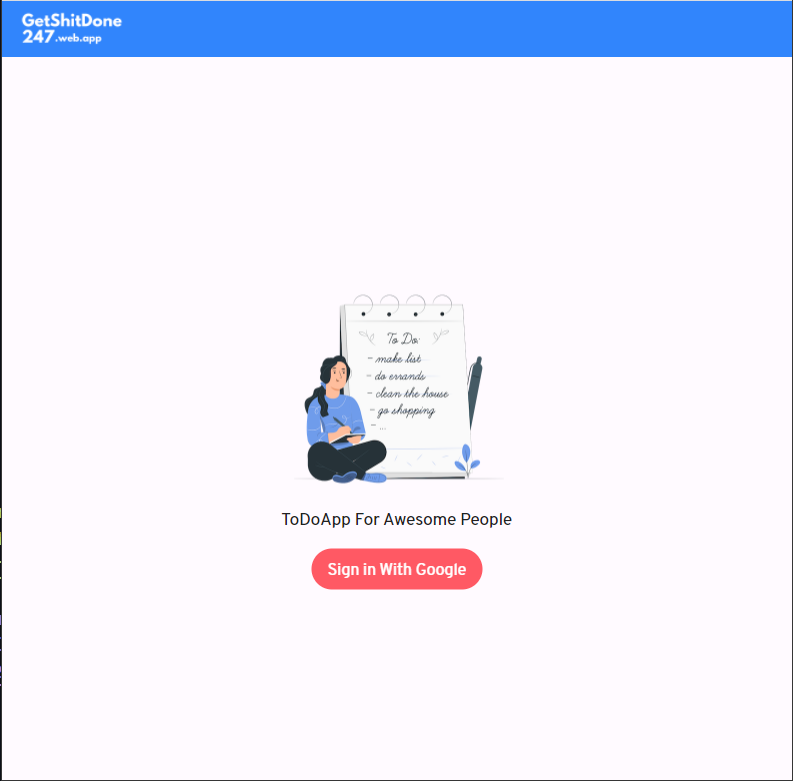 GetShitDone
247.web.app
To Do:
- make list
- do errands
- clean the house
- go shopping
- ...
ToDoApp For Awesome People
Sign in With Google